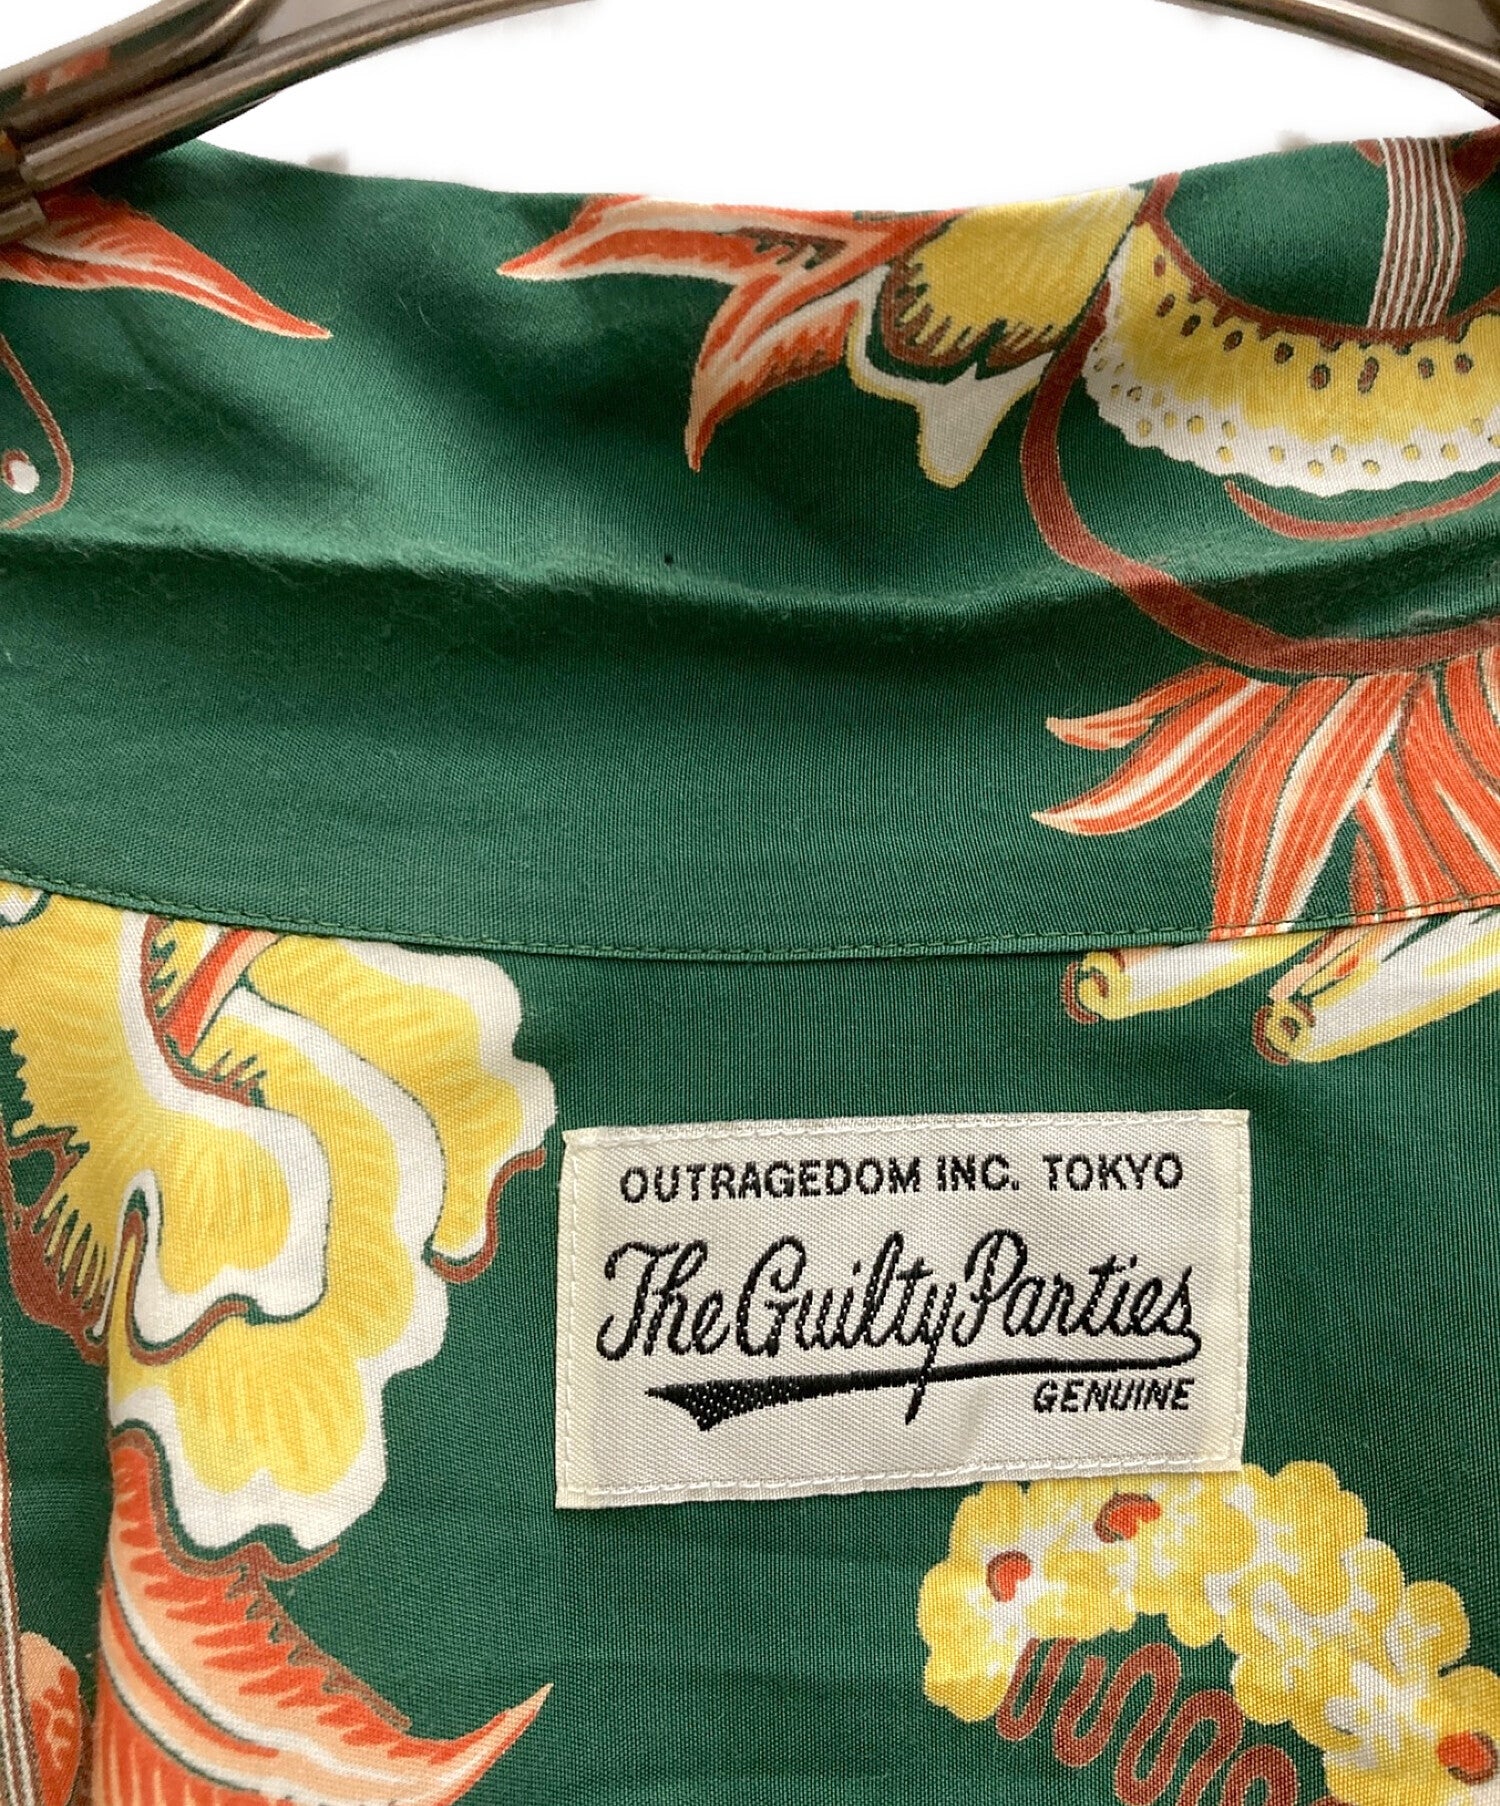 OUTRAGEDOM INC. TOKYO
The Guilty Parties
GENUINE